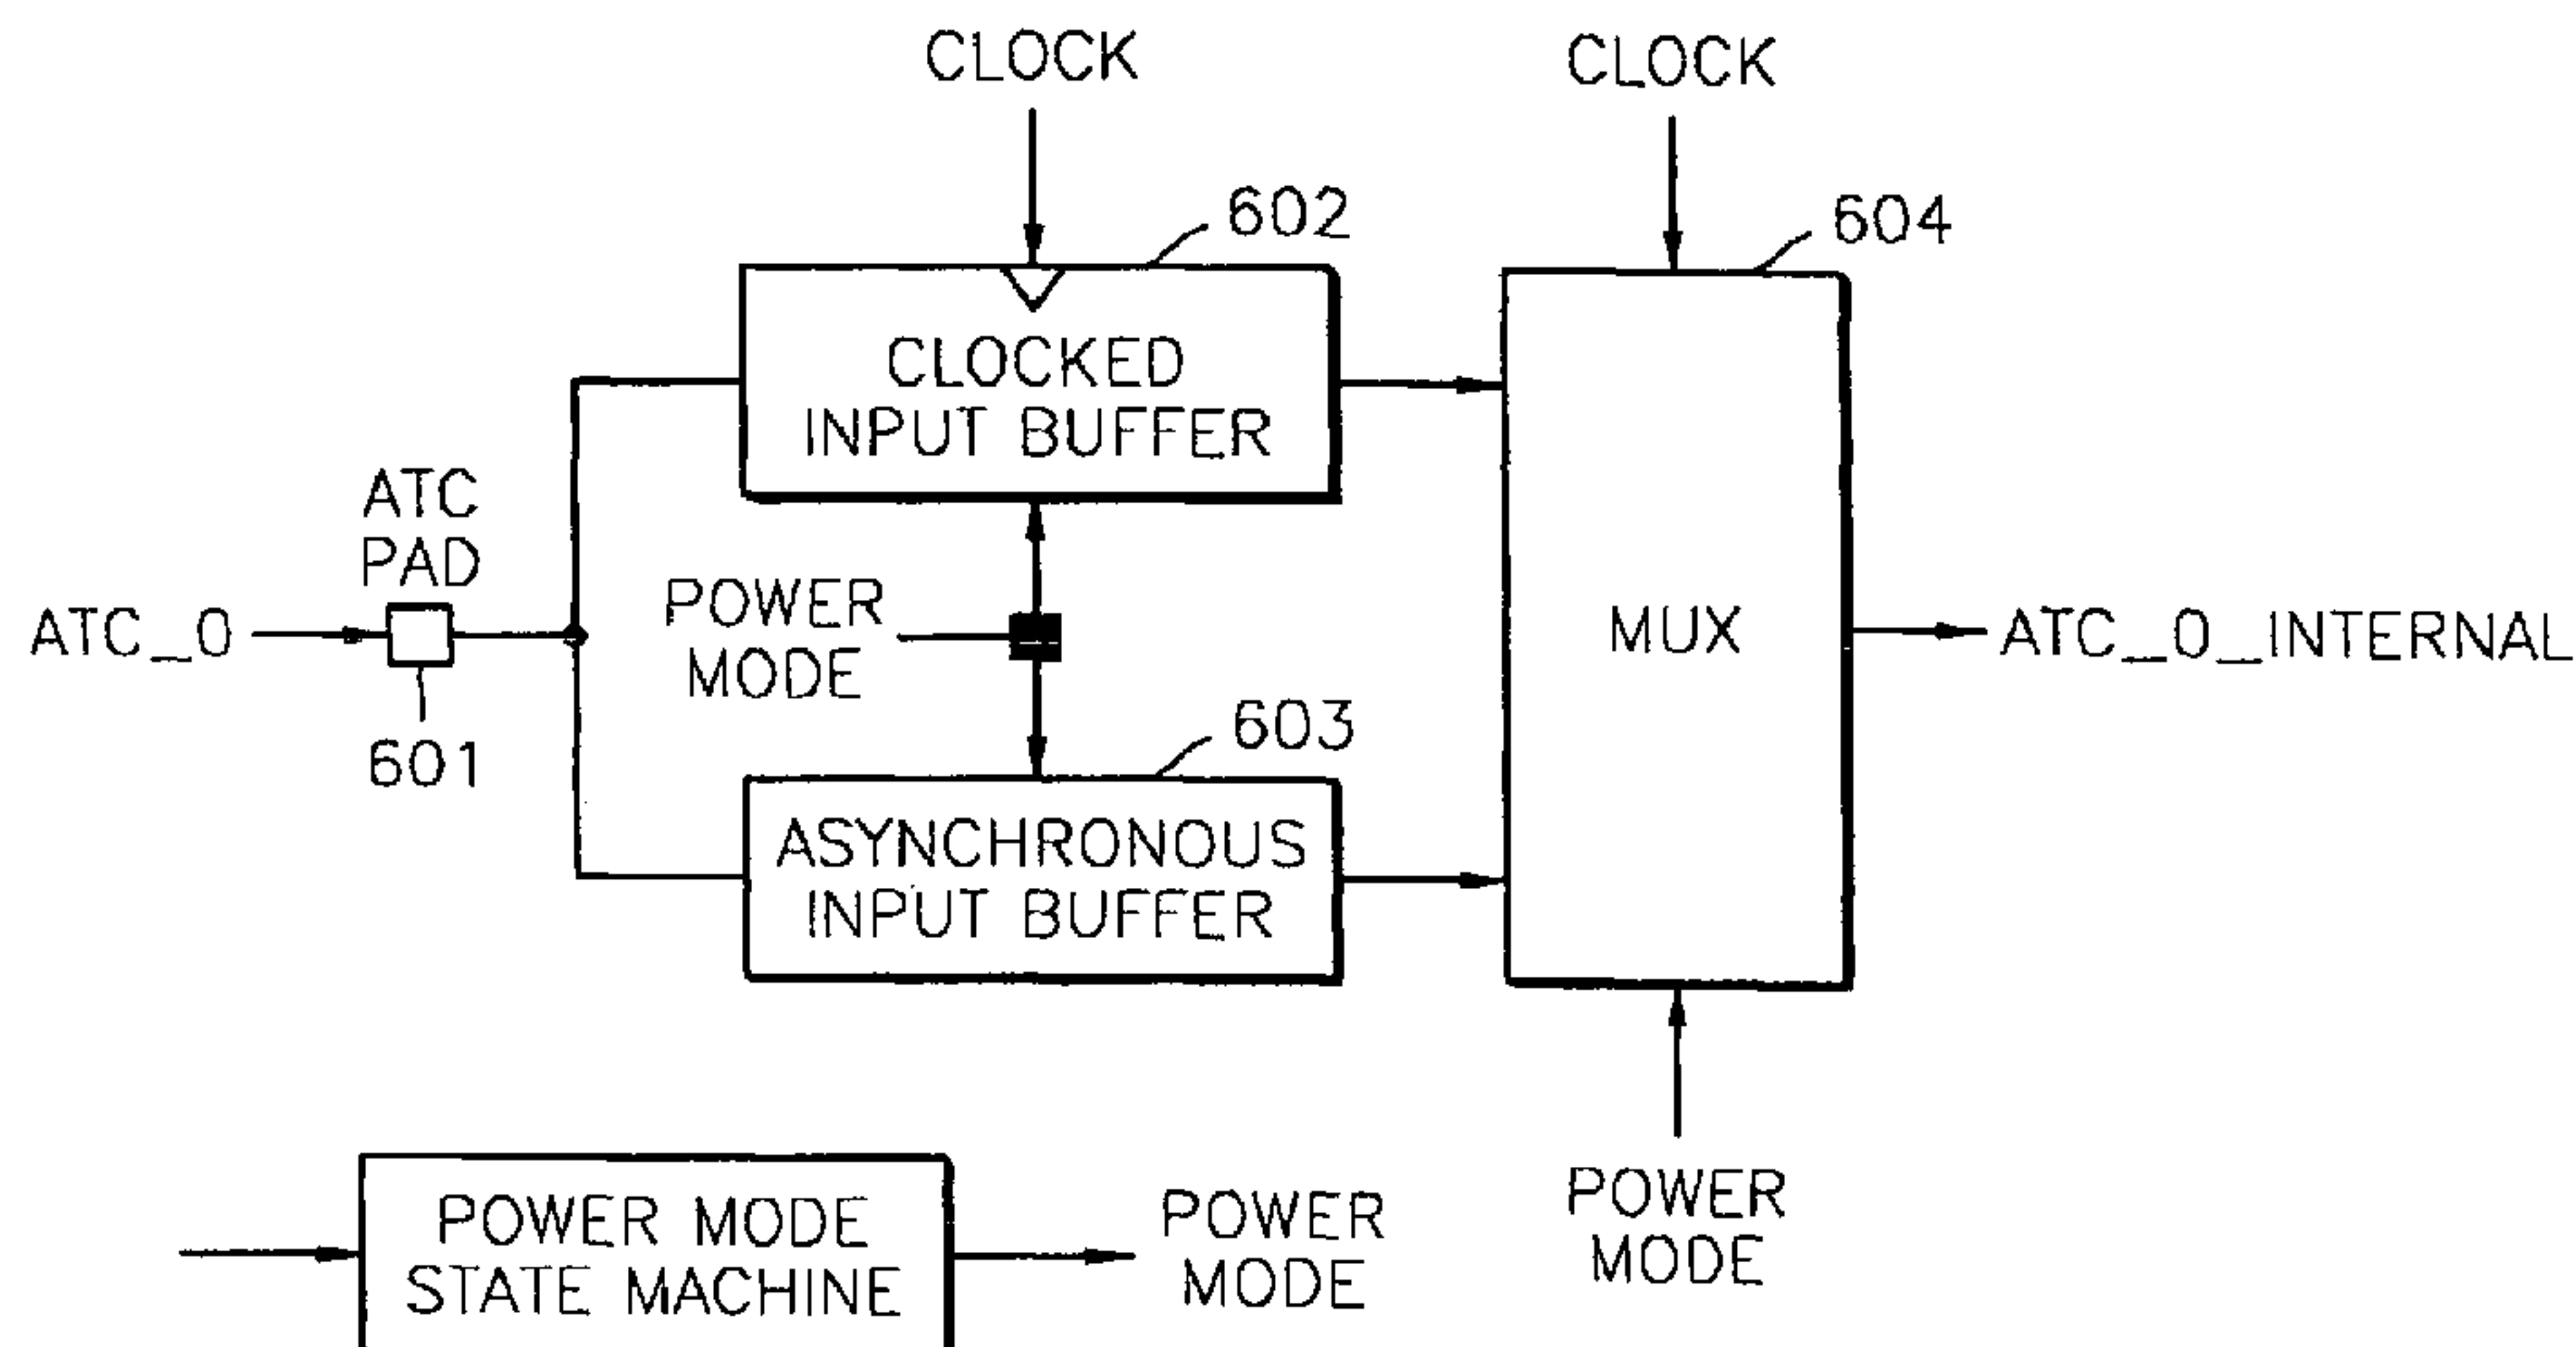 CLOCK
CLOCK
602
604
CLOCKED
INPUT BUFFER
ATC
PAD
ATC_0
601
POWER
MODE
MUX
ATC_0_INTERNAL
603
ASYNCHRONOUS
INPUT BUFFER
POWER MODE
STATE MACHINE
POWER
MODE
POWER
MODE